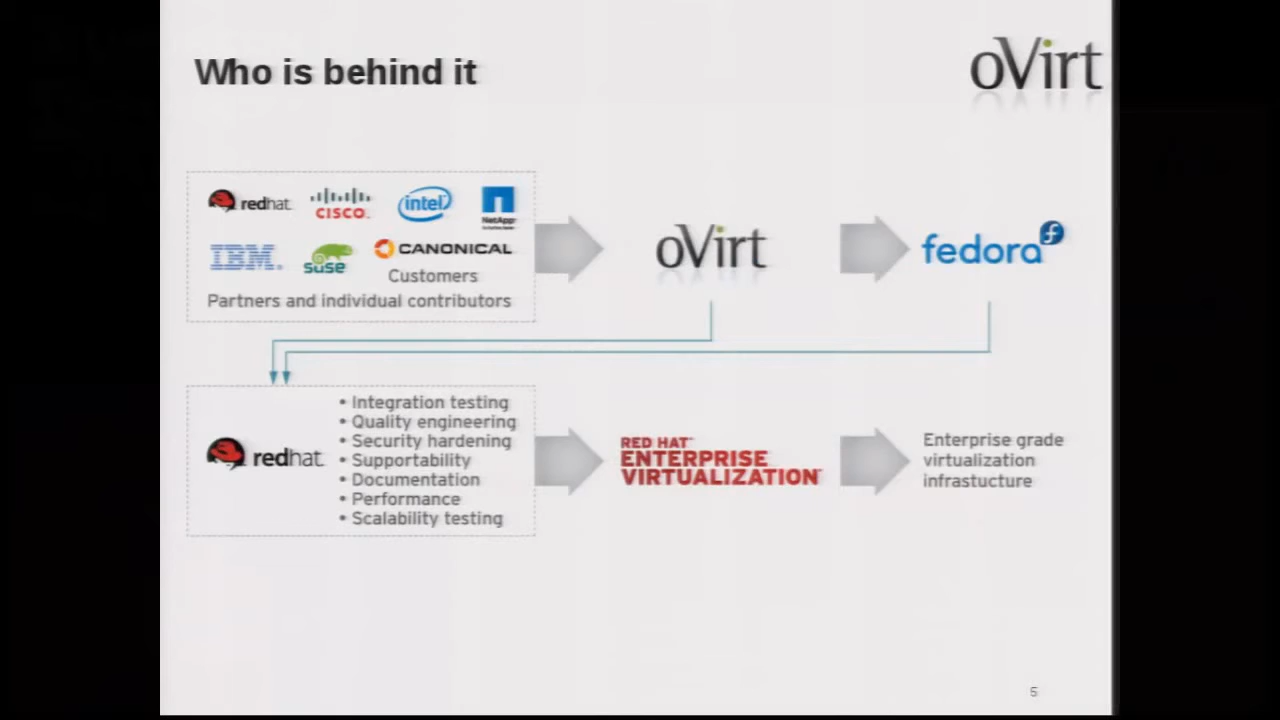 Who is behind it
oVirt
redhat.
CISCO.
intel
NetApp
IBM.
SUSE
CANONICAL
Customers
Partners and individual contributors
oVirt
fedora
redhat.
• Integration testing
• Quality engineering
• Security hardening
• Supportability
• Documentation
• Performance
• Scalability testing
RED HAT
ENTERPRISE
VIRTUALIZATION
Enterprise grade
virtualization
infrastucture
5